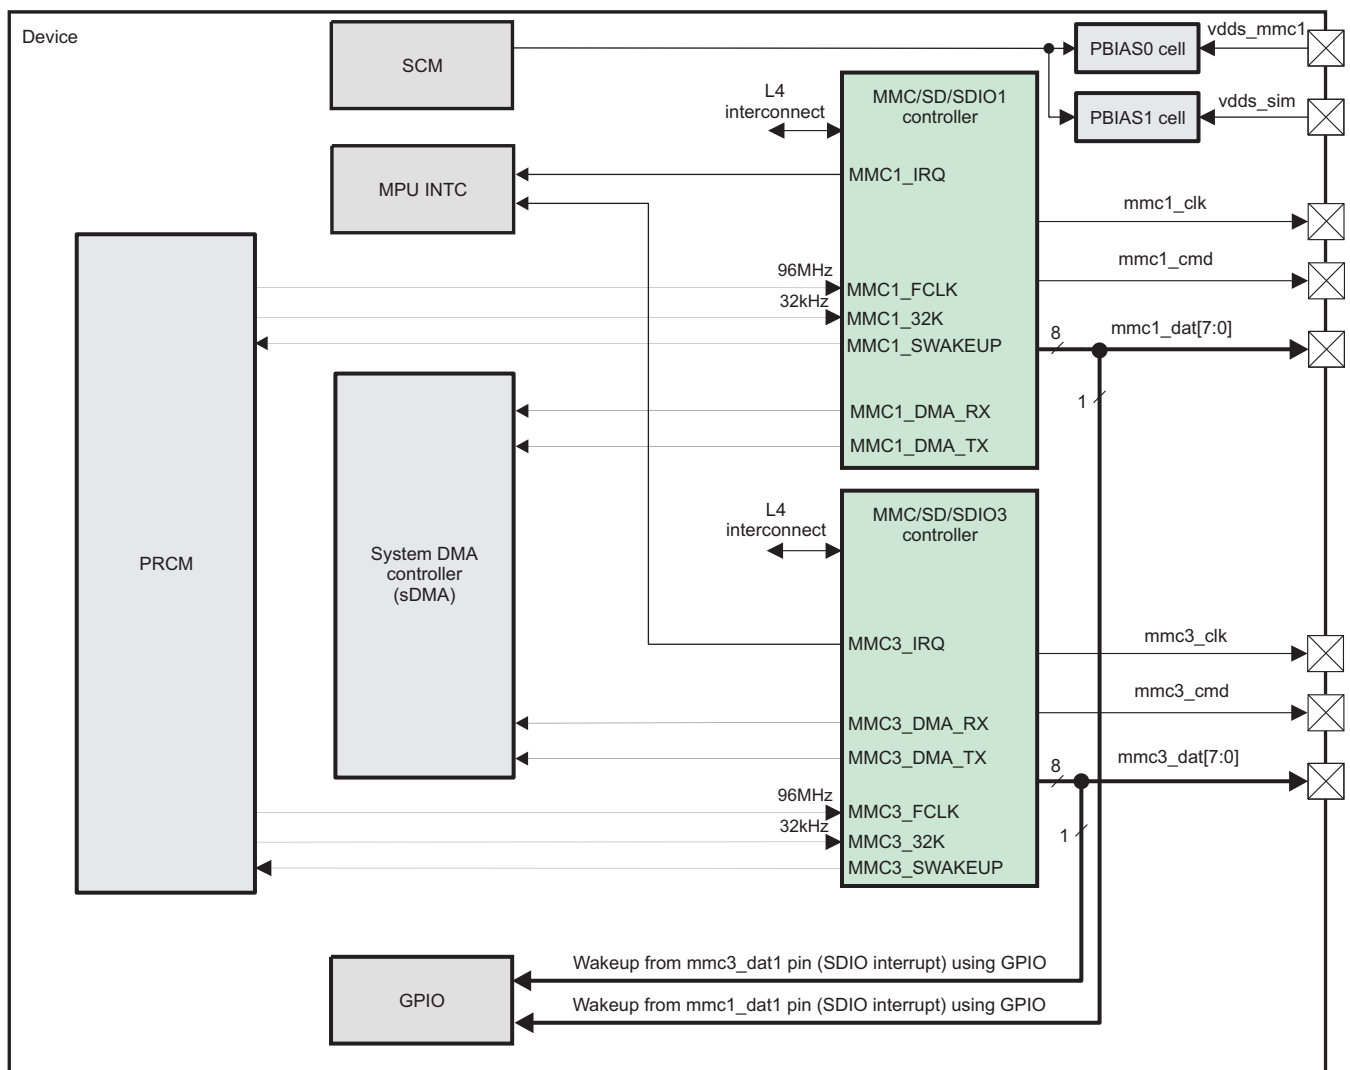 Device
SCM
PBIAS0 cell
vdds_mmc1
PBIAS1 cell
vdds_sim
L4
interconnect
MMC/SD/SDIO1
controller
MPU INTC
MMC1_IRQ
mmc1_clk
mmc1_cmd
96MHz
MMC1_FCLK
32kHz
MMC1_32K
MMC1_SWAKEUP
8
mmc1_dat[7:0]
1
MMC1_DMA_RX
MMC1_DMA_TX
PRCM
System DMA
controller
(sDMA)
L4
interconnect
MMC/SD/SDIO3
controller
MMC3_IRQ
mmc3_clk
mmc3_cmd
MMC3_DMA_RX
MMC3_DMA_TX
8
mmc3_dat[7:0]
1
96MHz
MMC3_FCLK
32kHz
MMC3_32K
MMC3_SWAKEUP
GPIO
Wakeup from mmc3_dat1 pin (SDIO interrupt) using GPIO
Wakeup from mmc1_dat1 pin (SDIO interrupt) using GPIO